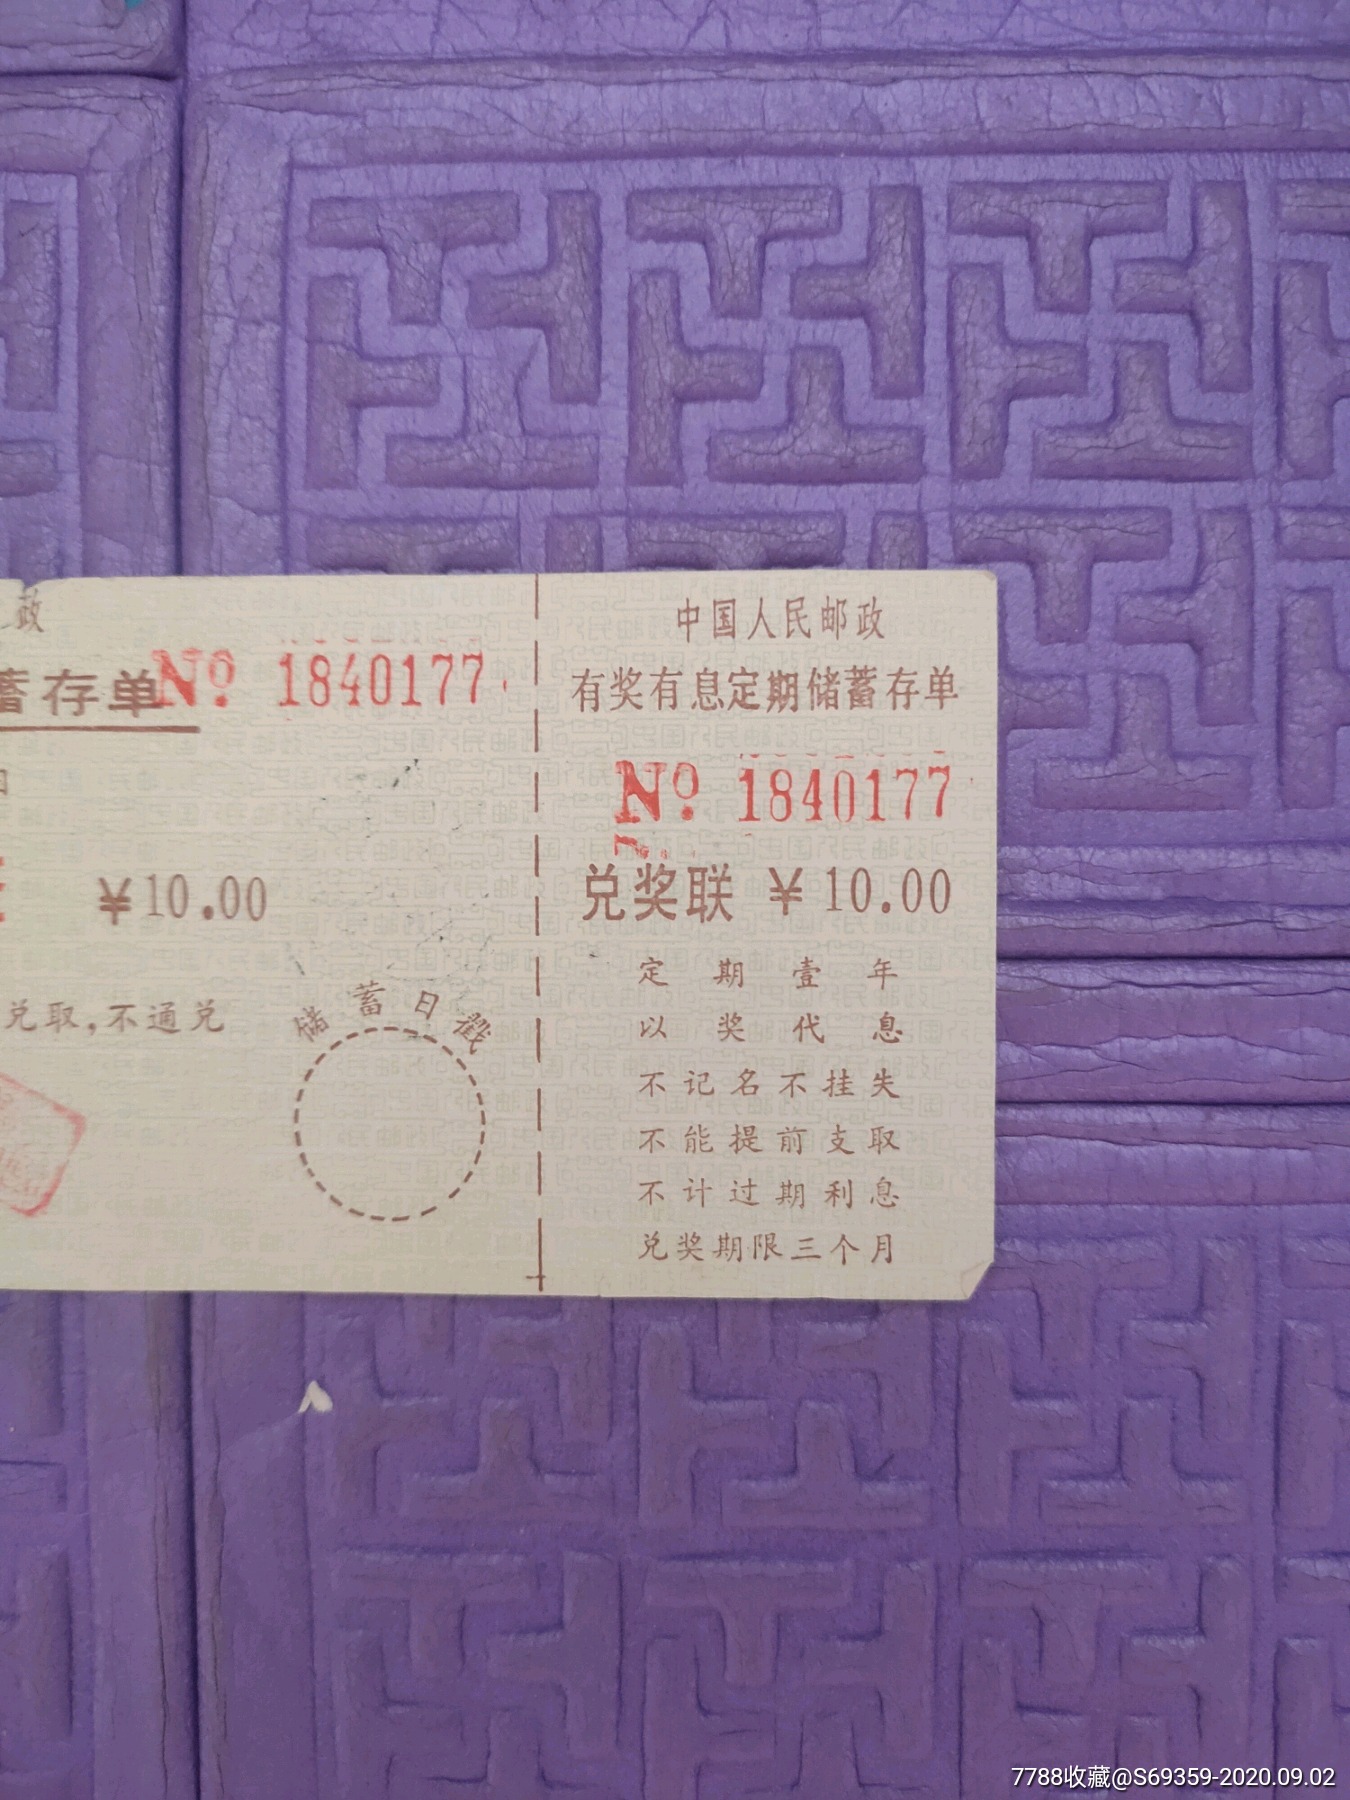 政
蓄存单 No 1840177
¥10.00
兑取,不通兑
储蓄日戳
中国人民邮政
有奖有息定期储蓄存单
No 1840177
兑奖联 ¥10.00
定期壹年
以奖代息
不记名不挂失
不能提前支取
不计过期利息
兑奖期限三个月
7788收藏@S69359-2020.09.02